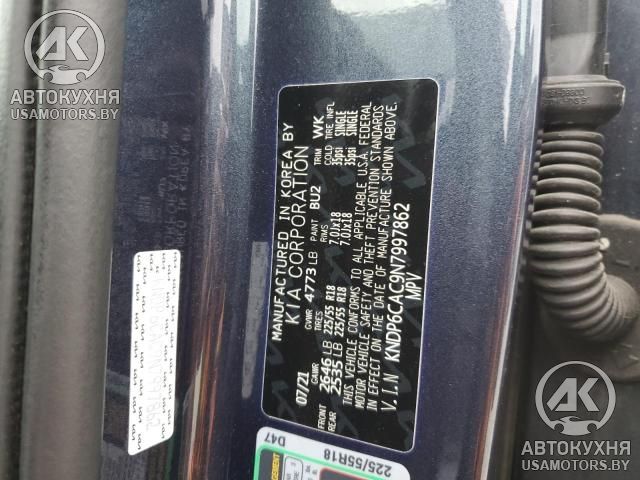 АВТОКУХНЯ
USAMOTORS.BY
MANUFACTURED IN KOREA BY
KIA CORPORATION
07/21 GVWR 4773 LB PAINT BU2 TRIM WK
GAWR TIRES RIMS COLD TIRE INFL
FRONT 2646 LB 225/55 R18 7.0JX18 35psi SINGLE
REAR 2535 LB 225/55 R18 7.0JX18 35psi SINGLE
THIS VEHICLE CONFORMS TO ALL APPLICABLE U.S.A. FEDERAL
MOTOR VEHICLE SAFETY AND THEFT PREVENTION STANDARDS
IN EFFECT ON THE DATE OF MANUFACTURE SHOWN ABOVE.
V.I.N KNDP6CAC9N7997862
MPV
D47
225/55R18
АВТОКУХНЯ
USAMOTORS.BY